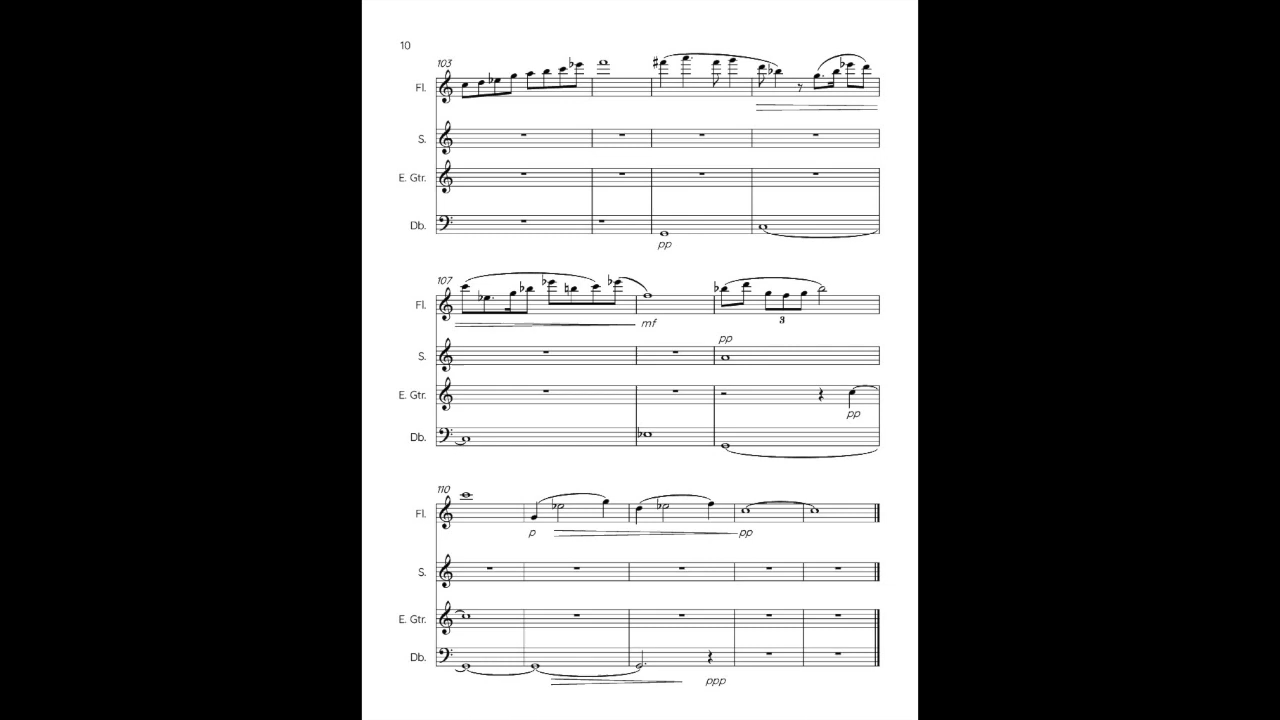 10
103
Fl.
S.
E. Gtr.
Db.
pp
107
Fl.
mf
3
pp
S.
E. Gtr.
pp
Db.
110
Fl.
p
pp
S.
E. Gtr.
Db.
ppp